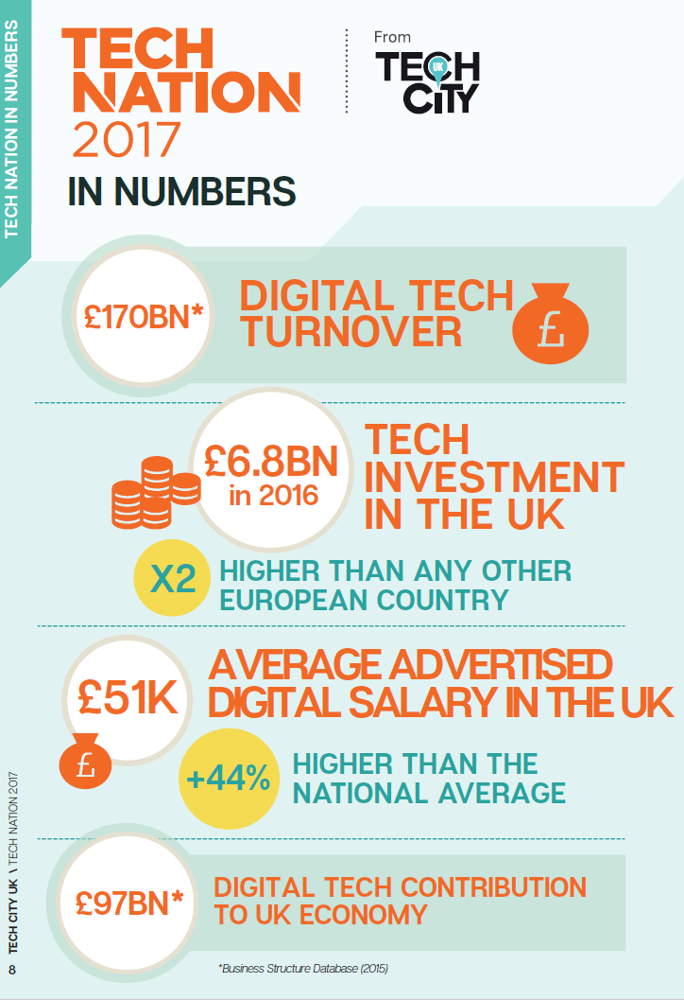 TECH NATION IN NUMBERS
TECH
NATION
2017
IN NUMBERS
From
TECH
UK
CITY
£170BN*
DIGITAL TECH
TURNOVER
£
£6.8BN
in 2016
TECH
INVESTMENT
IN THE UK
X2
HIGHER THAN ANY OTHER
EUROPEAN COUNTRY
£51K
AVERAGE ADVERTISED
DIGITAL SALARY IN THE UK
£
+44%
HIGHER THAN THE
NATIONAL AVERAGE
£97BN*
DIGITAL TECH CONTRIBUTION
TO UK ECONOMY
*Business Structure Database (2015)
TECH CITY UK \ TECH NATION 2017
8